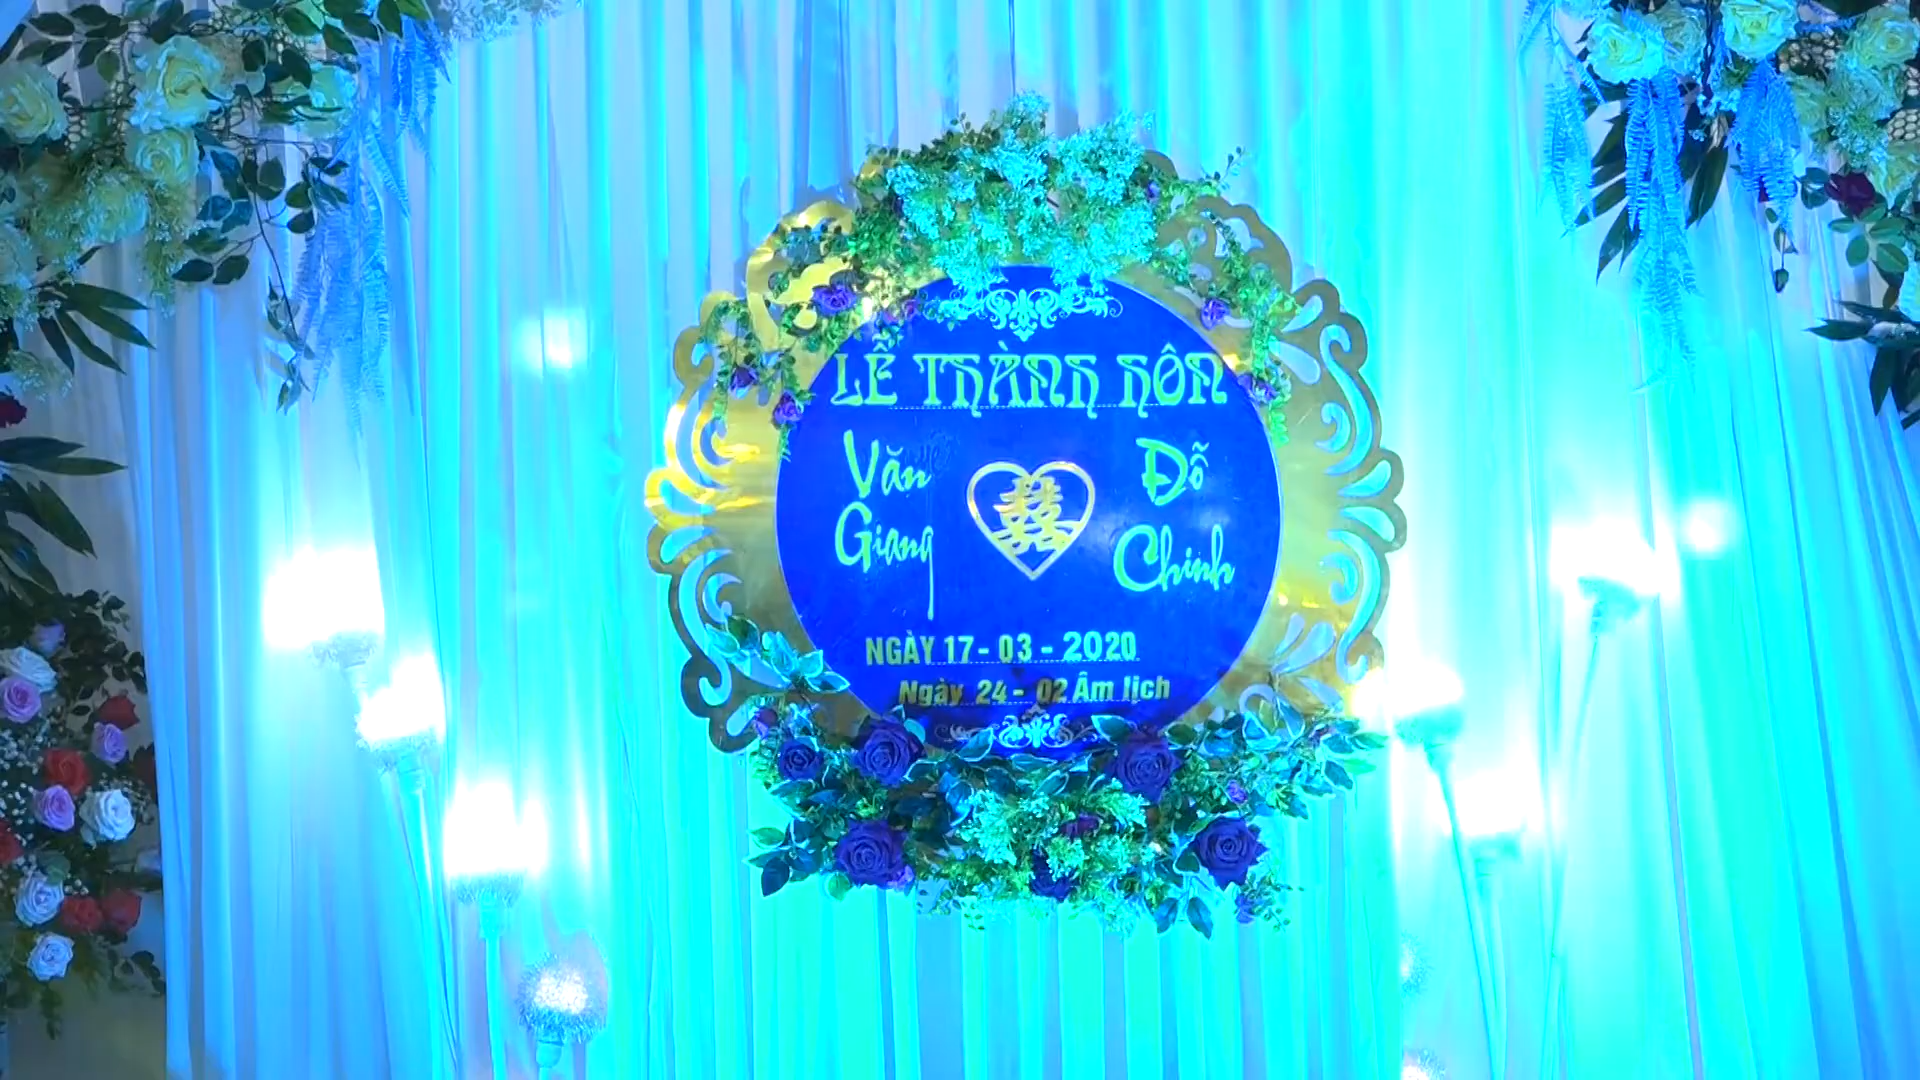 LỄ THÀNH HÔN
Văn Giang
囍
Đỗ Chinh
NGÀY 17 - 03 - 2020
Ngày 24 - 02 Âm lịch